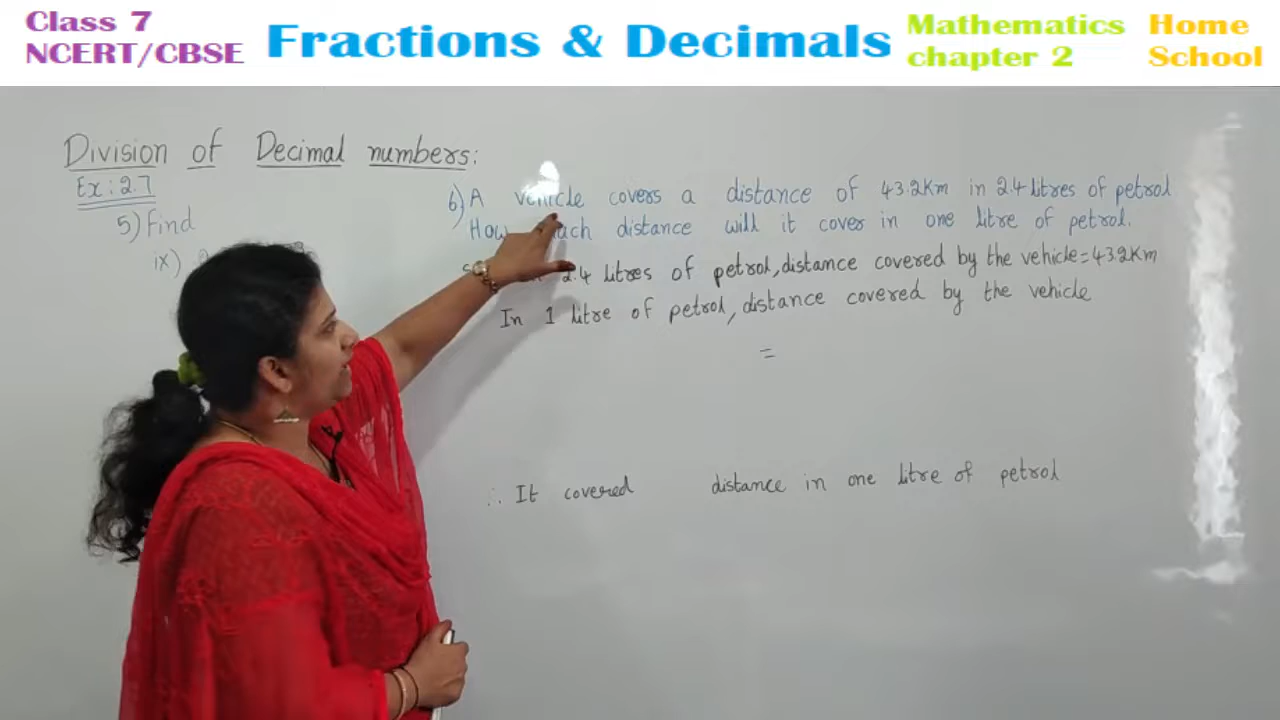 Class 7
NCERT/CBSE
Fractions & Decimals
Mathematics
chapter 2
Home
School
Division of Decimal numbers:
Ex: 2.7
5) Find
ix)
6) A vehicle covers a distance of 43.2Km in 2.4 litres of petrol
How distance will it cover in one litre of petrol.
2.4 litres of petrol, distance covered by the vehicle = 43.2Km
In 1 litre of petrol, distance covered by the vehicle
=
∴ It covered distance in one litre of petrol